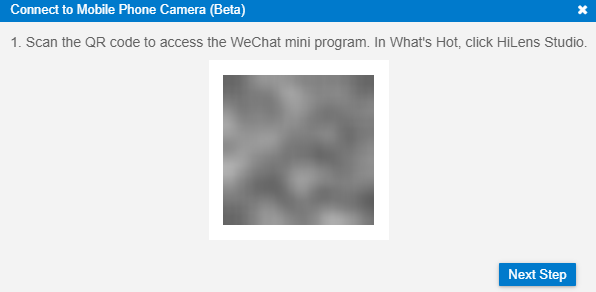 Connect to Mobile Phone Camera (Beta)
1. Scan the QR code to access the WeChat mini program. In What's Hot, click HiLens Studio.
Next Step